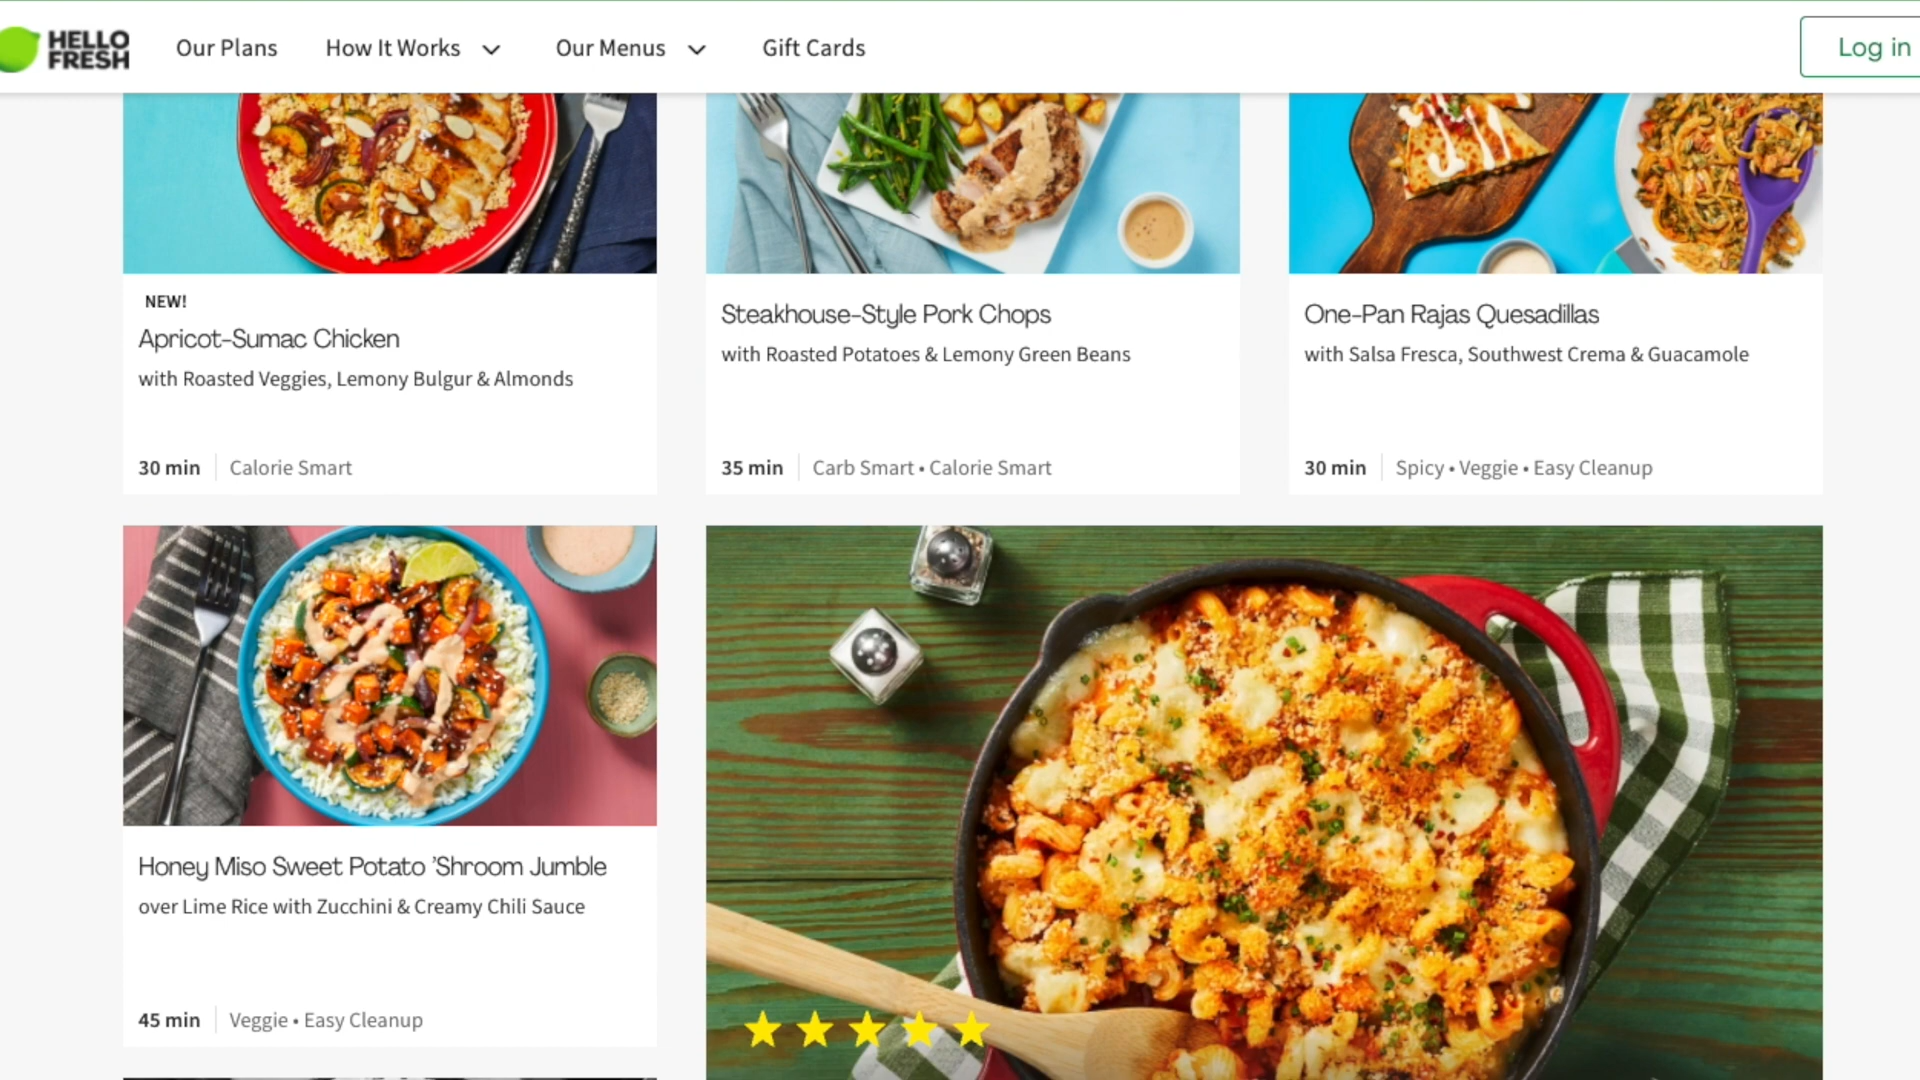 HELLO
FRESH
Our Plans
How It Works
Our Menus
Gift Cards
Log in
NEW!
Apricot-Sumac Chicken
with Roasted Veggies, Lemony Bulgur & Almonds
30 min
Calorie Smart
Steakhouse-Style Pork Chops
with Roasted Potatoes & Lemony Green Beans
35 min
Carb Smart • Calorie Smart
One-Pan Rajas Quesadillas
with Salsa Fresca, Southwest Crema & Guacamole
30 min
Spicy • Veggie • Easy Cleanup
Honey Miso Sweet Potato ’Shroom Jumble
over Lime Rice with Zucchini & Creamy Chili Sauce
45 min
Veggie • Easy Cleanup